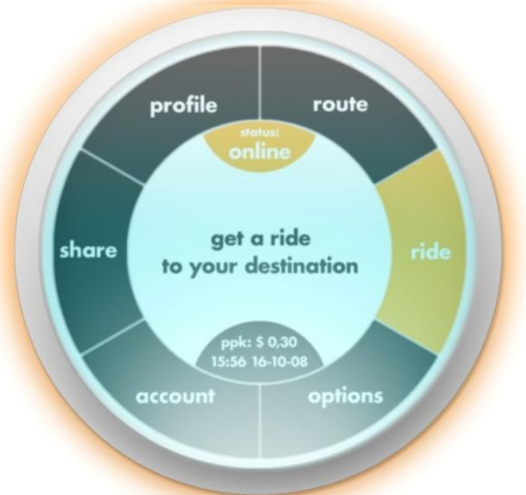 profile
route
status:
online
share
get a ride
to your destination
ride
ppk: $ 0,30
15:56 16-10-08
account
options